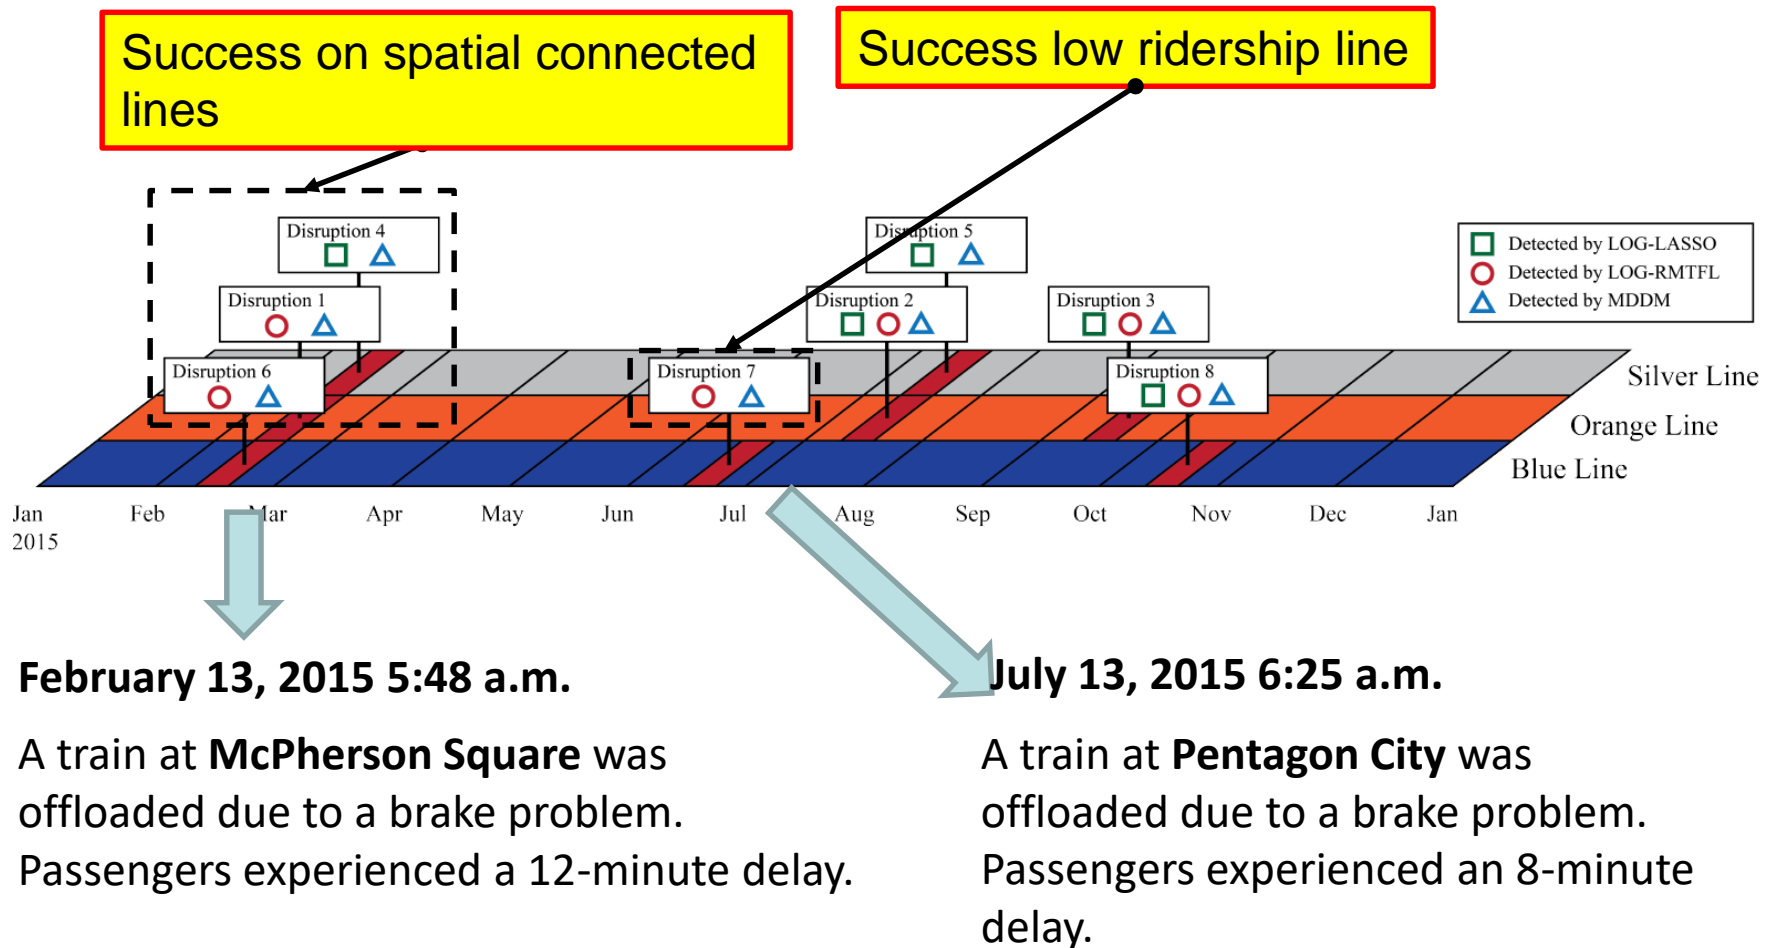 Success on spatial connected
lines
Success low ridership line
Disruption 4
Disruption 5
Disruption 1
Disruption 2
Disruption 3
Disruption 6
Disruption 7
Disruption 8
Detected by LOG-LASSO
Detected by LOG-RMTFL
Detected by MDDM
Silver Line
Orange Line
Blue Line
Jan Feb Mar Apr May Jun Jul Aug Sep Oct Nov Dec Jan
2015
February 13, 2015 5:48 a.m.
A train at McPherson Square was
offloaded due to a brake problem.
Passengers experienced a 12-minute delay.
July 13, 2015 6:25 a.m.
A train at Pentagon City was
offloaded due to a brake problem.
Passengers experienced an 8-minute
delay.